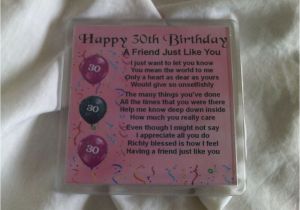 Happy 30th Birthday
A Friend Just Like You
I just want to let you know
You mean the world to me
Only a heart as dear as yours
Would give so unselfishly
The many things you've done
All the times that you were there
Help me know deep down inside
How much you really care
Even though I might not say
I appreciate all you do
Richly blessed is how I feel
Having a friend just like you
30
30
30